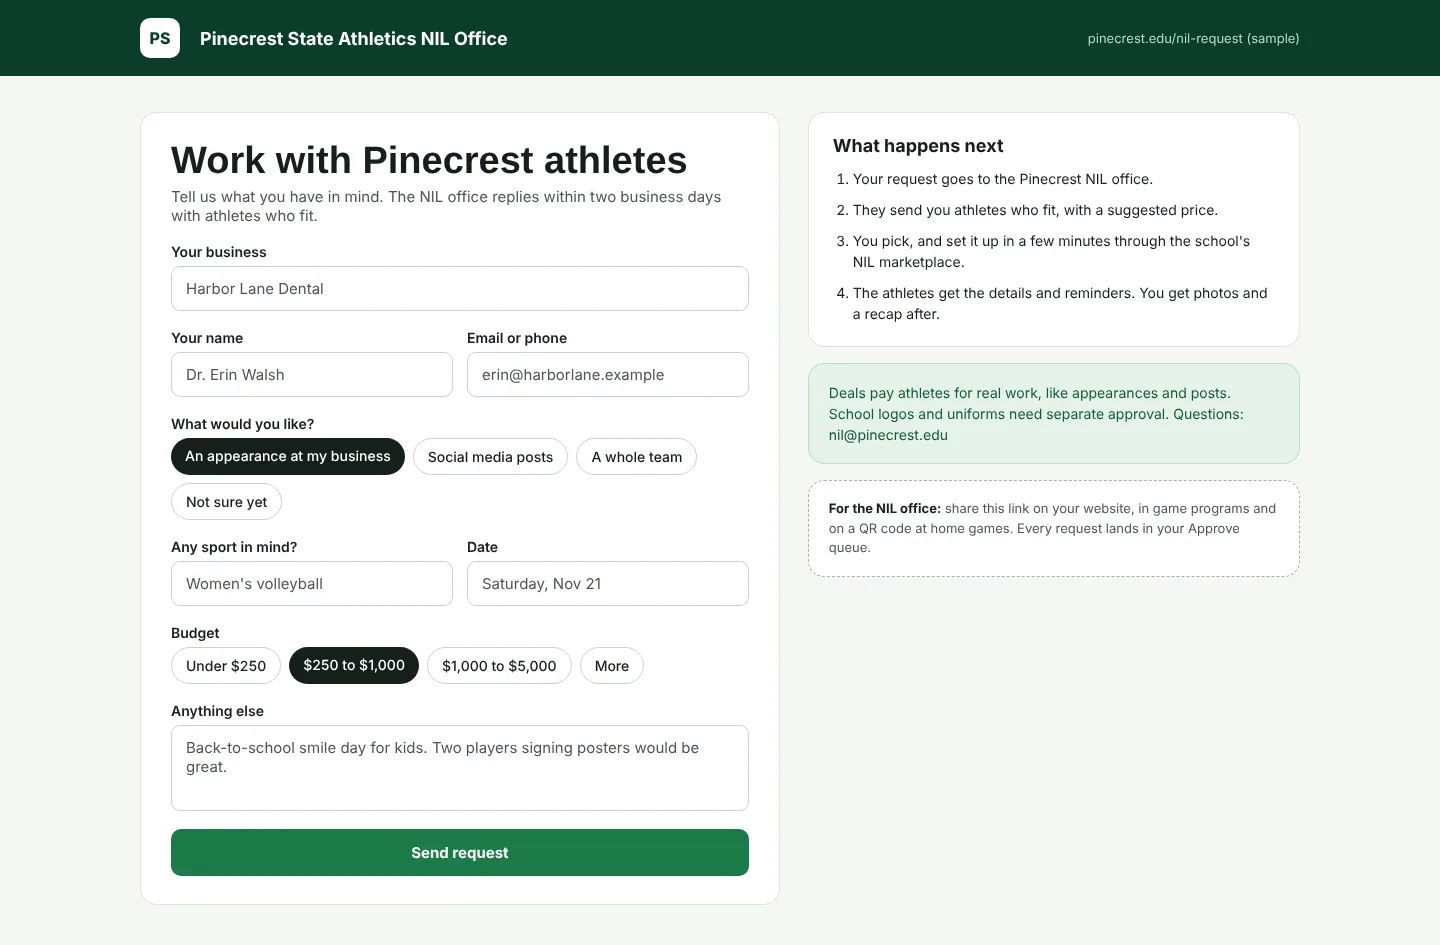 PS
Pinecrest State Athletics NIL Office
pinecrest.edu/nil-request (sample)
Work with Pinecrest athletes
Tell us what you have in mind. The NIL office replies within two business days
with athletes who fit.
Your business
Harbor Lane Dental
Your name
Email or phone
Dr. Erin Walsh
erin@harborlane.example
What would you like?
An appearance at my business
Social media posts
A whole team
Not sure yet
Any sport in mind?
Date
Women's volleyball
Saturday, Nov 21
Budget
Under $250
$250 to $1,000
$1,000 to $5,000
More
Anything else
Back-to-school smile day for kids. Two players signing posters would be
great.
Send request
What happens next
1. Your request goes to the Pinecrest NIL office.
2. They send you athletes who fit, with a suggested price.
3. You pick, and set it up in a few minutes through the school's
NIL marketplace.
4. The athletes get the details and reminders. You get photos and
a recap after.
Deals pay athletes for real work, like appearances and posts.
School logos and uniforms need separate approval. Questions:
nil@pinecrest.edu
For the NIL office: share this link on your website, in game programs and
on a QR code at home games. Every request lands in your Approve
queue.